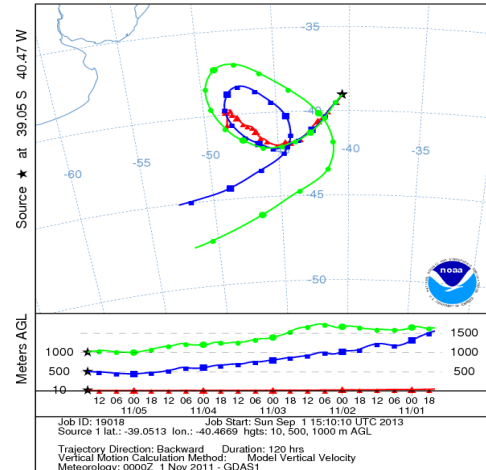 Source ★ at 39.05 S 40.47 W
-35
-40
-40
-35
-45
-50
-45
-50
-55
-60
noaa
Meters AGL
1500
1000 1000
500 500
10
12 06 00 18 12 06 00 18 12 06 00 18 12 06 00 18 12 06 00 18
11/05 11/04 11/03 11/02 11/01
Job ID: 19018 Job Start: Sun Sep 1 15:10:10 UTC 2013
Source 1 lat.: -39.0513 lon.: -40.4669 hgts: 10, 500, 1000 m AGL
Trajectory Direction: Backward Duration: 120 hrs
Vertical Motion Calculation Method: Model Vertical Velocity
Meteorology: 0000Z 1 Nov 2011 - GDAS1